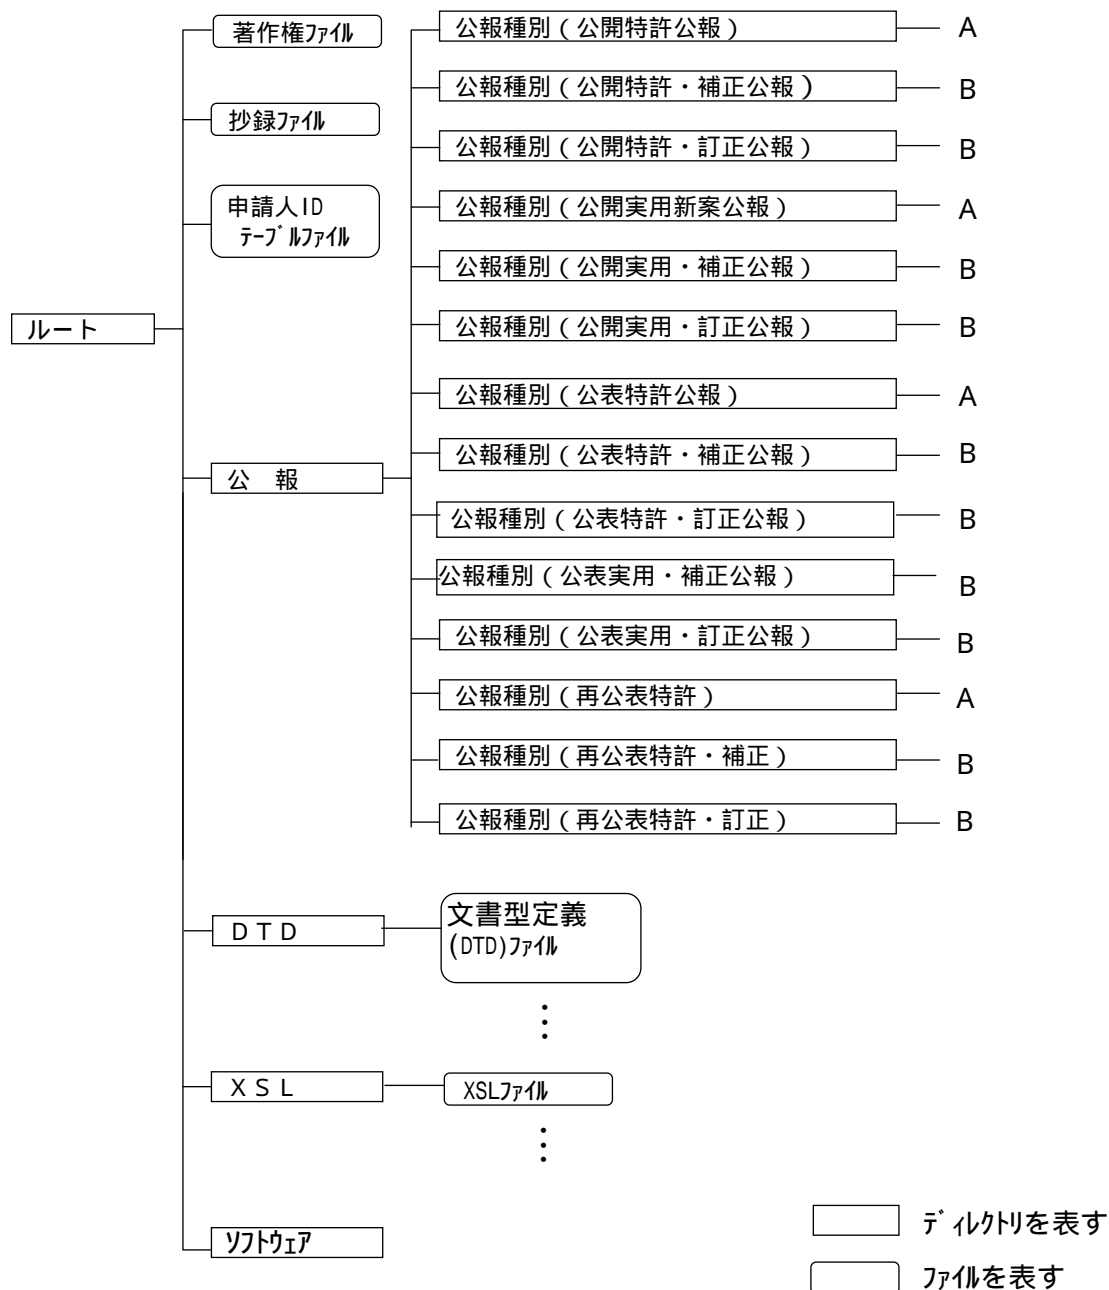 著作権ファイル
抄録ファイル
申請人ID
テーブルファイル
ルート
公　報
公報種別（公開特許公報） A
公報種別（公開特許・補正公報） B
公報種別（公開特許・訂正公報） B
公報種別（公開実用新案公報） A
公報種別（公開実用・補正公報） B
公報種別（公開実用・訂正公報） B
公報種別（公表特許公報） A
公報種別（公表特許・補正公報） B
公報種別（公表特許・訂正公報） B
公報種別（公表実用・補正公報） B
公報種別（公表実用・訂正公報） B
公報種別（再公表特許） A
公報種別（再公表特許・補正） B
公報種別（再公表特許・訂正） B
ＤＴＤ
文書型定義
(DTD)ファイル
ＸＳＬ
XSLファイル
ソフトウェア
ディレクトリを表す
ファイルを表す